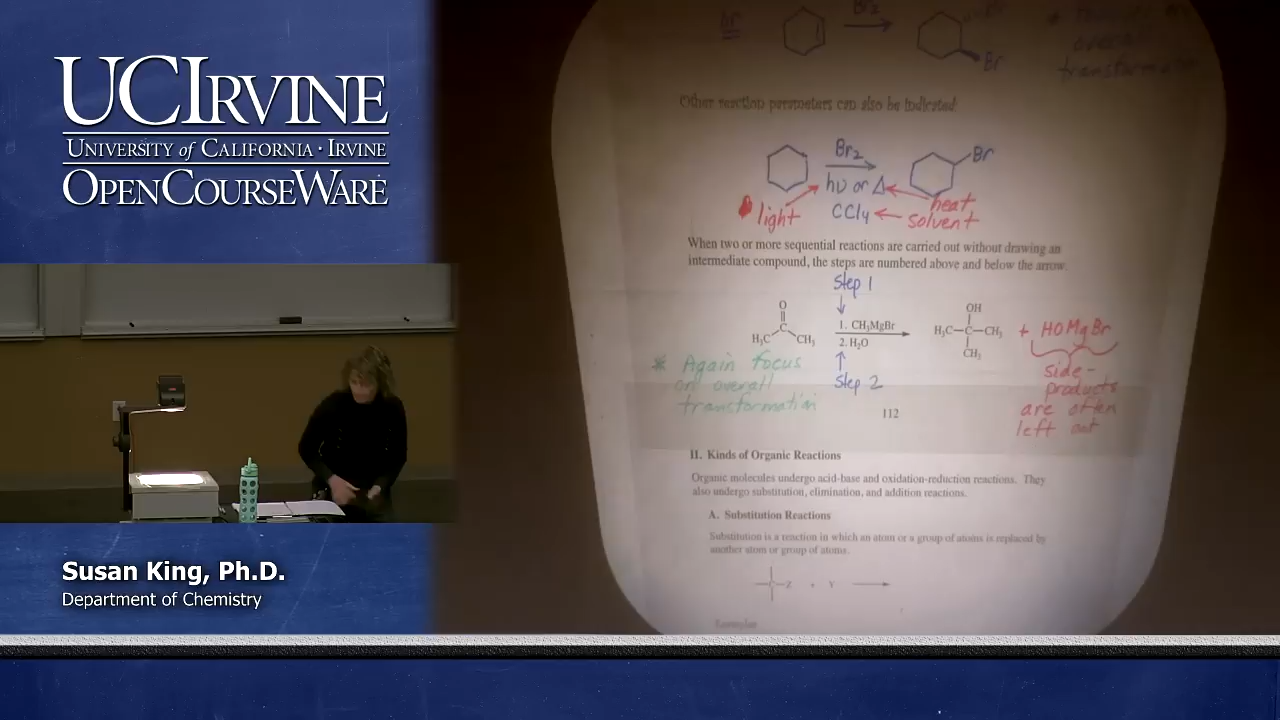 UCIRVINE
UNIVERSITY of CALIFORNIA · IRVINE
OPENCOURSEWARE
Susan King, Ph.D.
Department of Chemistry
Br2
Br
overall
Other reaction parameters can also be indicated:
Br2
hν or Δ
CCl4
Br
light
heat
solvent
When two or more sequential reactions are carried out without drawing an
intermediate compound, the steps are numbered above and below the arrow.
Step 1
O
C
H3C
CH3
1. CH3MgBr
2. H2O
Step 2
OH
H3C—C—CH3
CH3
+ HOMgBr
side-
products
are often
left out
* Again focus
on overall
transformation
112
II. Kinds of Organic Reactions
Organic molecules undergo acid-base and oxidation-reduction reactions. They
also undergo substitution, elimination, and addition reactions.
A. Substitution Reactions
Substitution is a reaction in which an atom or a group of atoms is replaced by
another atom or group of atoms.
C—Z + Y
Examples